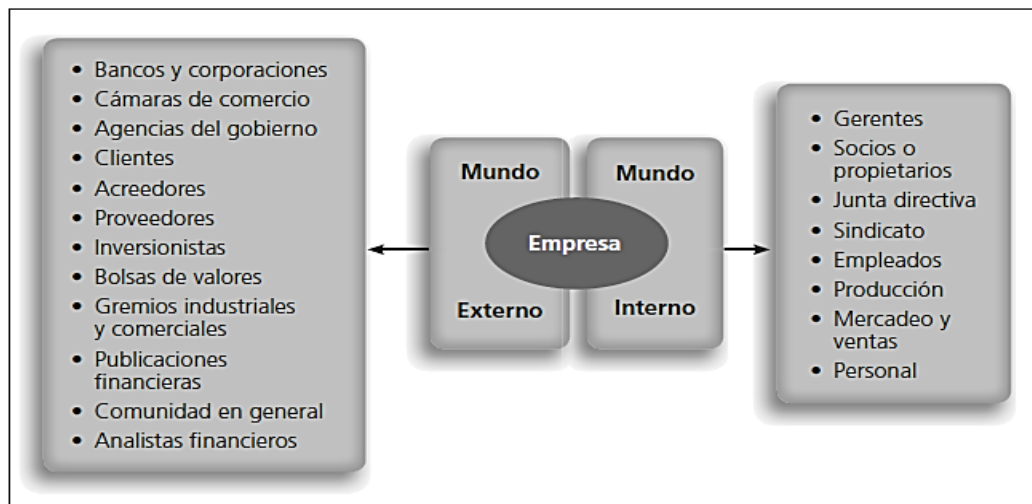 • Bancos y corporaciones
• Cámaras de comercio
• Agencias del gobierno
• Clientes
• Acreedores
• Proveedores
• Inversionistas
• Bolsas de valores
• Gremios industriales
y comerciales
• Publicaciones
financieras
• Comunidad en general
• Analistas financieros
Mundo
Externo
Empresa
Mundo
Interno
• Gerentes
• Socios o
propietarios
• Junta directiva
• Sindicato
• Empleados
• Producción
• Mercadeo y
ventas
• Personal